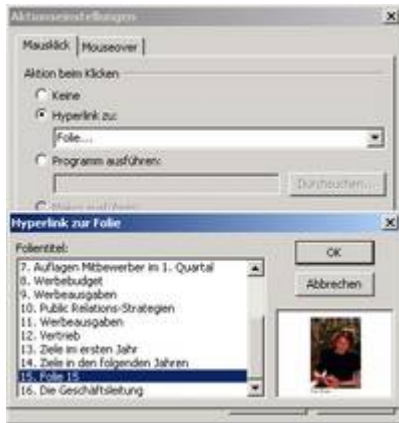 Aktionseinstellungen
Mausklick Mouseover
Aktion beim Klicken
Keine
Hyperlink zu:
Folie...
Programm ausführen:
Durchsuchen...
Hyperlink zur Folie
Folientitel:
7. Auflagen Mitbewerber im 1. Quartal
8. Werbebudget
9. Werbeausgaben
10. Public Relations-Strategien
11. Werbeausgaben
12. Vertrieb
13. Ziele im ersten Jahr
14. Ziele in den folgenden Jahren
15. Folie 15
16. Die Geschäftsleitung
OK
Abbrechen